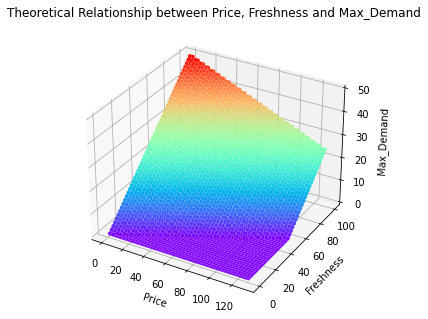 Theoretical Relationship between Price, Freshness and Max_Demand
50
40
30
20
10
0
Max_Demand
100
80
60
40
20
0
Freshness
0 20 40 60 80 100 120
Price